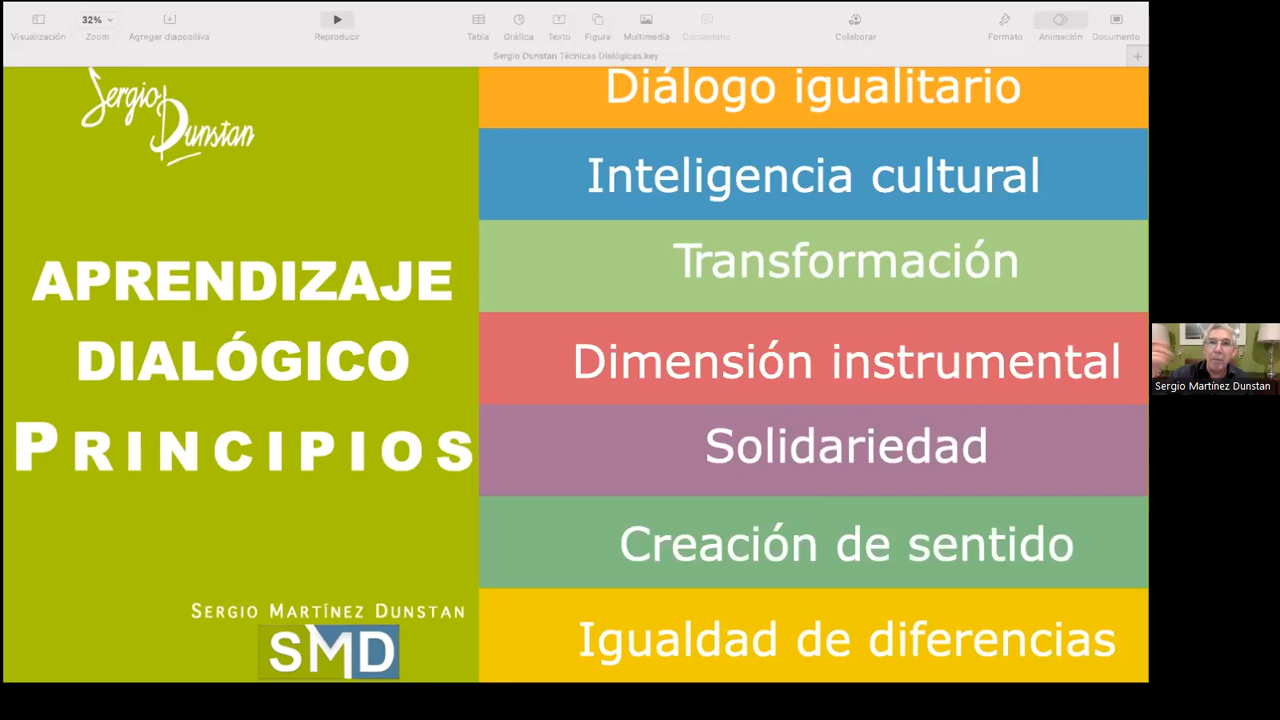 32%
Visualización
Zoom
Agregar diapositiva
Reproducir
Tabla
Gráfica
Texto
Figura
Multimedia
Comentario
Colaborar
Formato
Animación
Documento
Sergio Dunstan Técnicas Dialógicas.key
Sergio
Dunstan
APRENDIZAJE
DIALÓGICO
PRINCIPIOS
SERGIO MARTÍNEZ DUNSTAN
SMD
Diálogo igualitario
Inteligencia cultural
Transformación
Dimensión instrumental
Solidariedad
Creación de sentido
Igualdad de diferencias
Sergio Martínez Dunstan